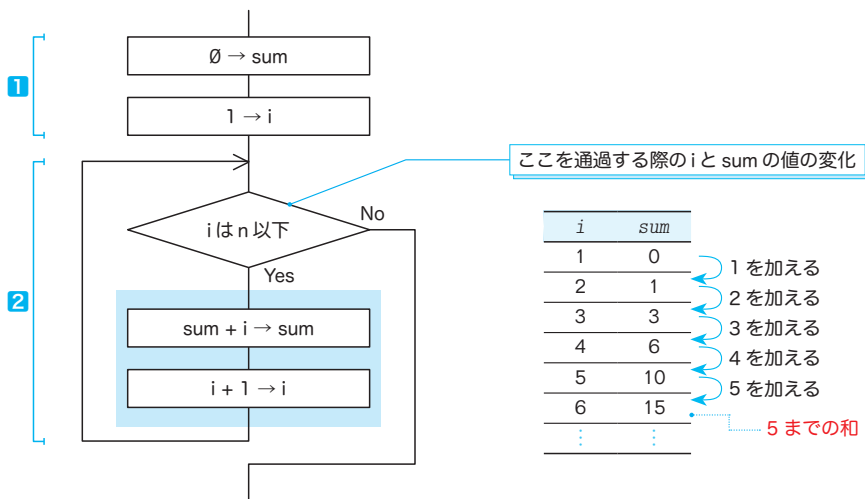 1
0 → sum
1 → i
2
ここを通過する際の i と sum の値の変化
i は n 以下
No
Yes
sum + i → sum
i + 1 → i
i sum
1 0
1 を加える
2 1
2 を加える
3 3
3 を加える
4 6
4 を加える
5 10
5 を加える
6 15
5 までの和
⋮ ⋮